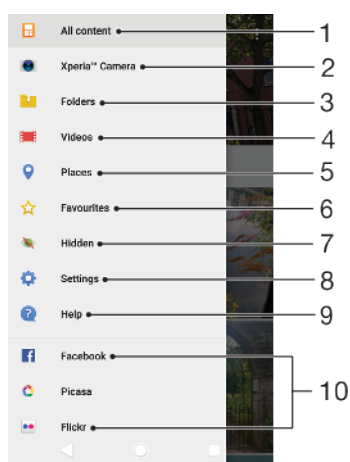 All content 1
Xperia™ Camera 2
Folders 3
Videos 4
Places 5
Favourites 6
Hidden 7
Settings 8
Help 9
Facebook
Picasa 10
Flickr